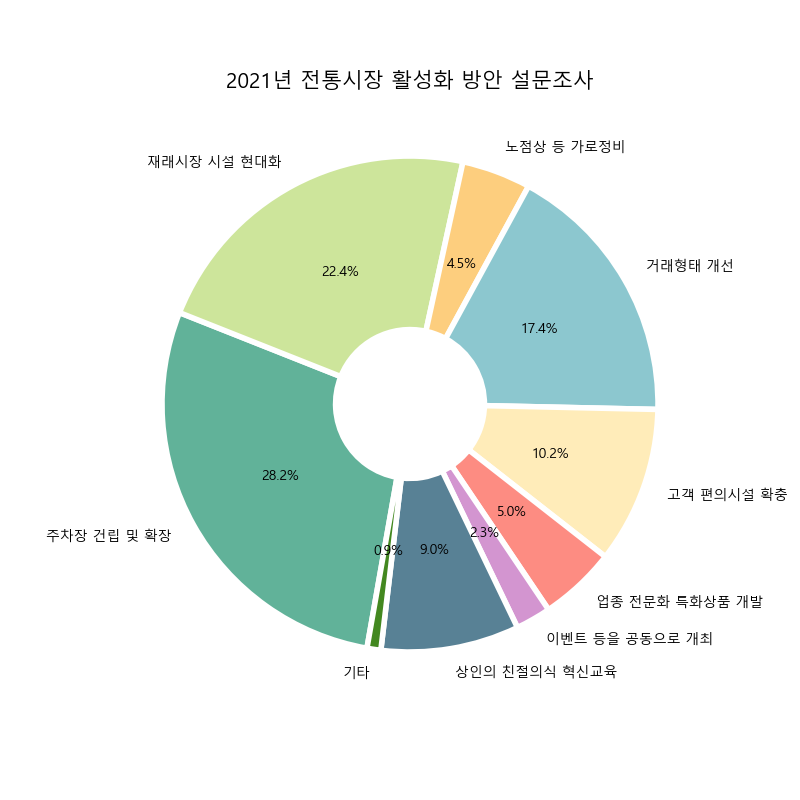 2021년 전통시장 활성화 방안 설문조사
노점상 등 가로정비
재래시장 시설 현대화
거래형태 개선
4.5%
22.4%
17.4%
10.2%
28.2%
고객 편의시설 확충
5.0%
2.3%
주차장 건립 및 확장
0.9%
9.0%
업종 전문화 특화상품 개발
이벤트 등을 공동으로 개최
기타
상인의 친절의식 혁신교육